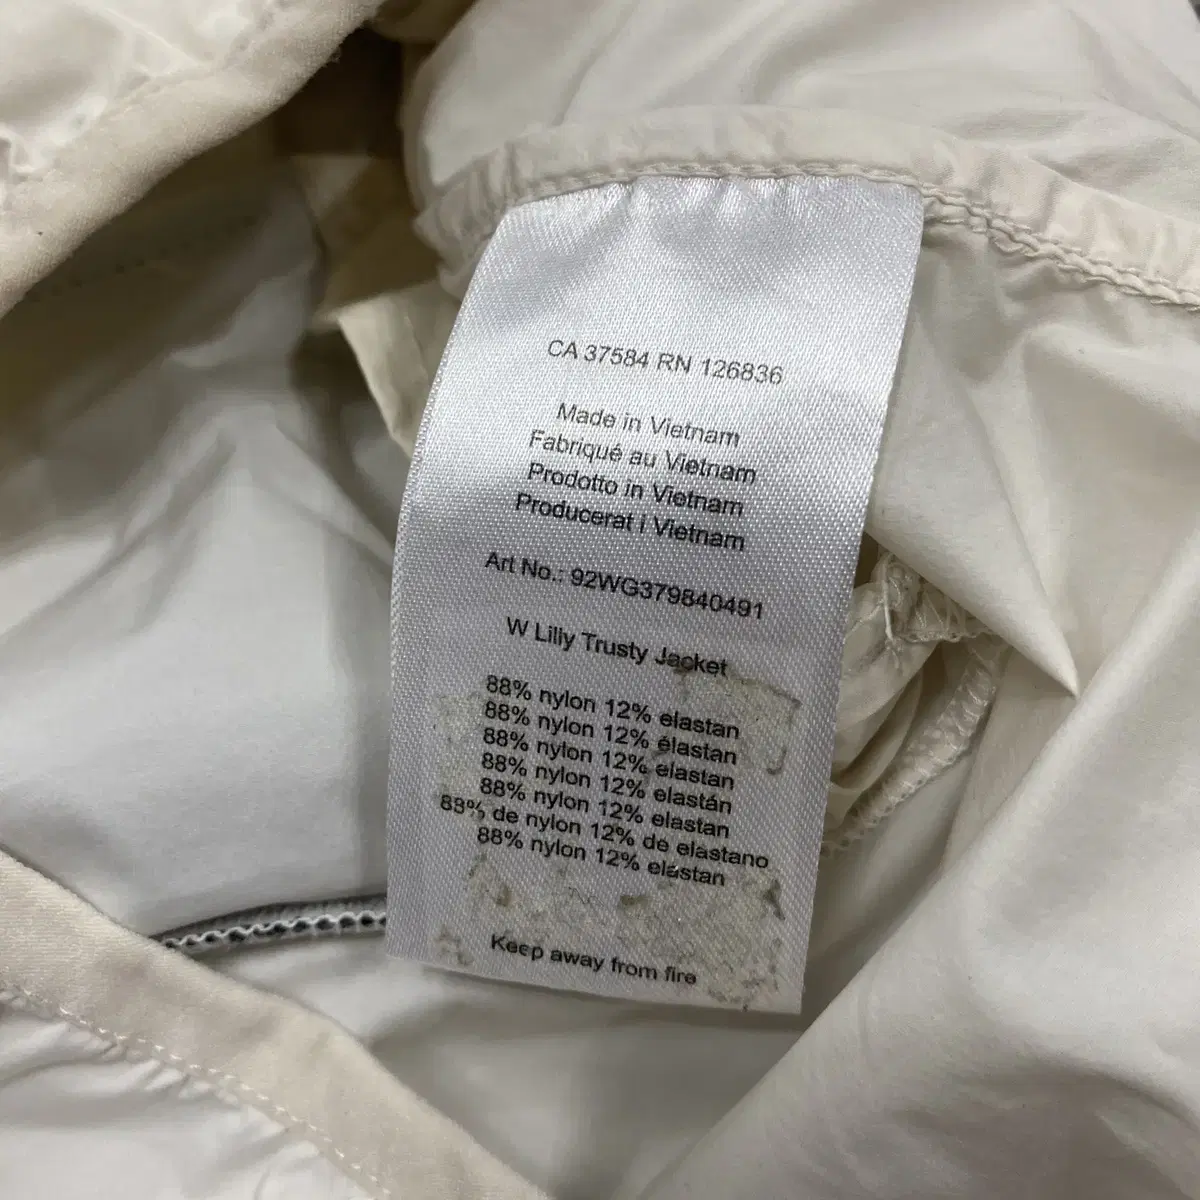 CA 37584 RN 126836
Made in Vietnam
Fabriqué au Vietnam
Prodotto in Vietnam
Producerat i Vietnam
Art No.: 92WG379840491
W Lilly Trusty Jacket
88% nylon 12% elastan
88% nylon 12% élastan
88% nylon 12% elastan
88% nylon 12% elastán
88% nylon 12% elastan
88% de nylon 12% de elastano
88% nylon 12% elástan
Keep away from fire